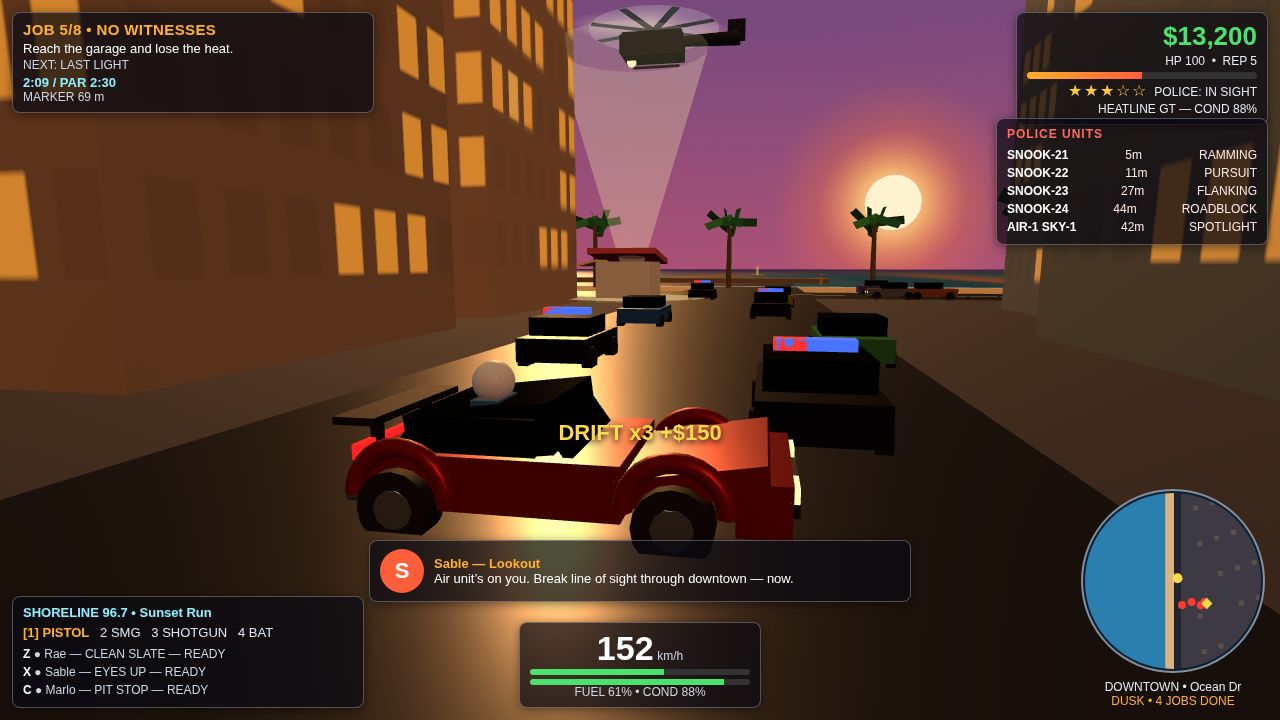 JOB 5/8 • NO WITNESSES
Reach the garage and lose the heat.
NEXT: LAST LIGHT
2:09 / PAR 2:30
MARKER 69 m
$13,200
HP 100 • REP 5
★★★☆☆ POLICE: IN SIGHT
HEATLINE GT — COND 88%
POLICE UNITS
SNOOK-21 5m RAMMING
SNOOK-22 11m PURSUIT
SNOOK-23 27m FLANKING
SNOOK-24 44m ROADBLOCK
AIR-1 SKY-1 42m SPOTLIGHT
DRIFT x3 +$150
S
Sable — Lookout
Air unit’s on you. Break line of sight through downtown — now.
SHORELINE 96.7 • Sunset Run
[1] PISTOL 2 SMG 3 SHOTGUN 4 BAT
Z ● Rae — CLEAN SLATE — READY
X ● Sable — EYES UP — READY
C ● Marlo — PIT STOP — READY
152 km/h
FUEL 61% • COND 88%
DOWNTOWN • Ocean Dr
DUSK • 4 JOBS DONE